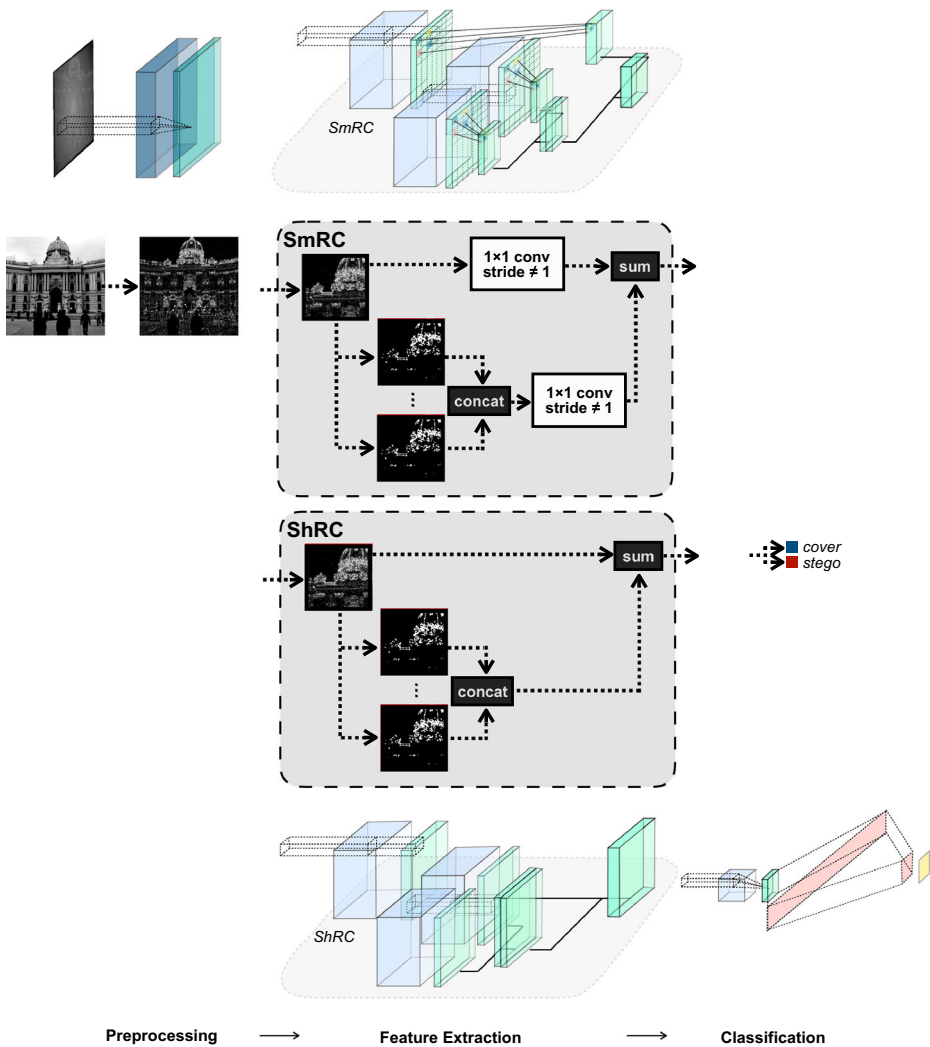 SmRC
SmRC
1×1 conv
stride ≠ 1
sum
concat
1×1 conv
stride ≠ 1
ShRC
sum
cover
stego
concat
ShRC
Preprocessing
Feature Extraction
Classification